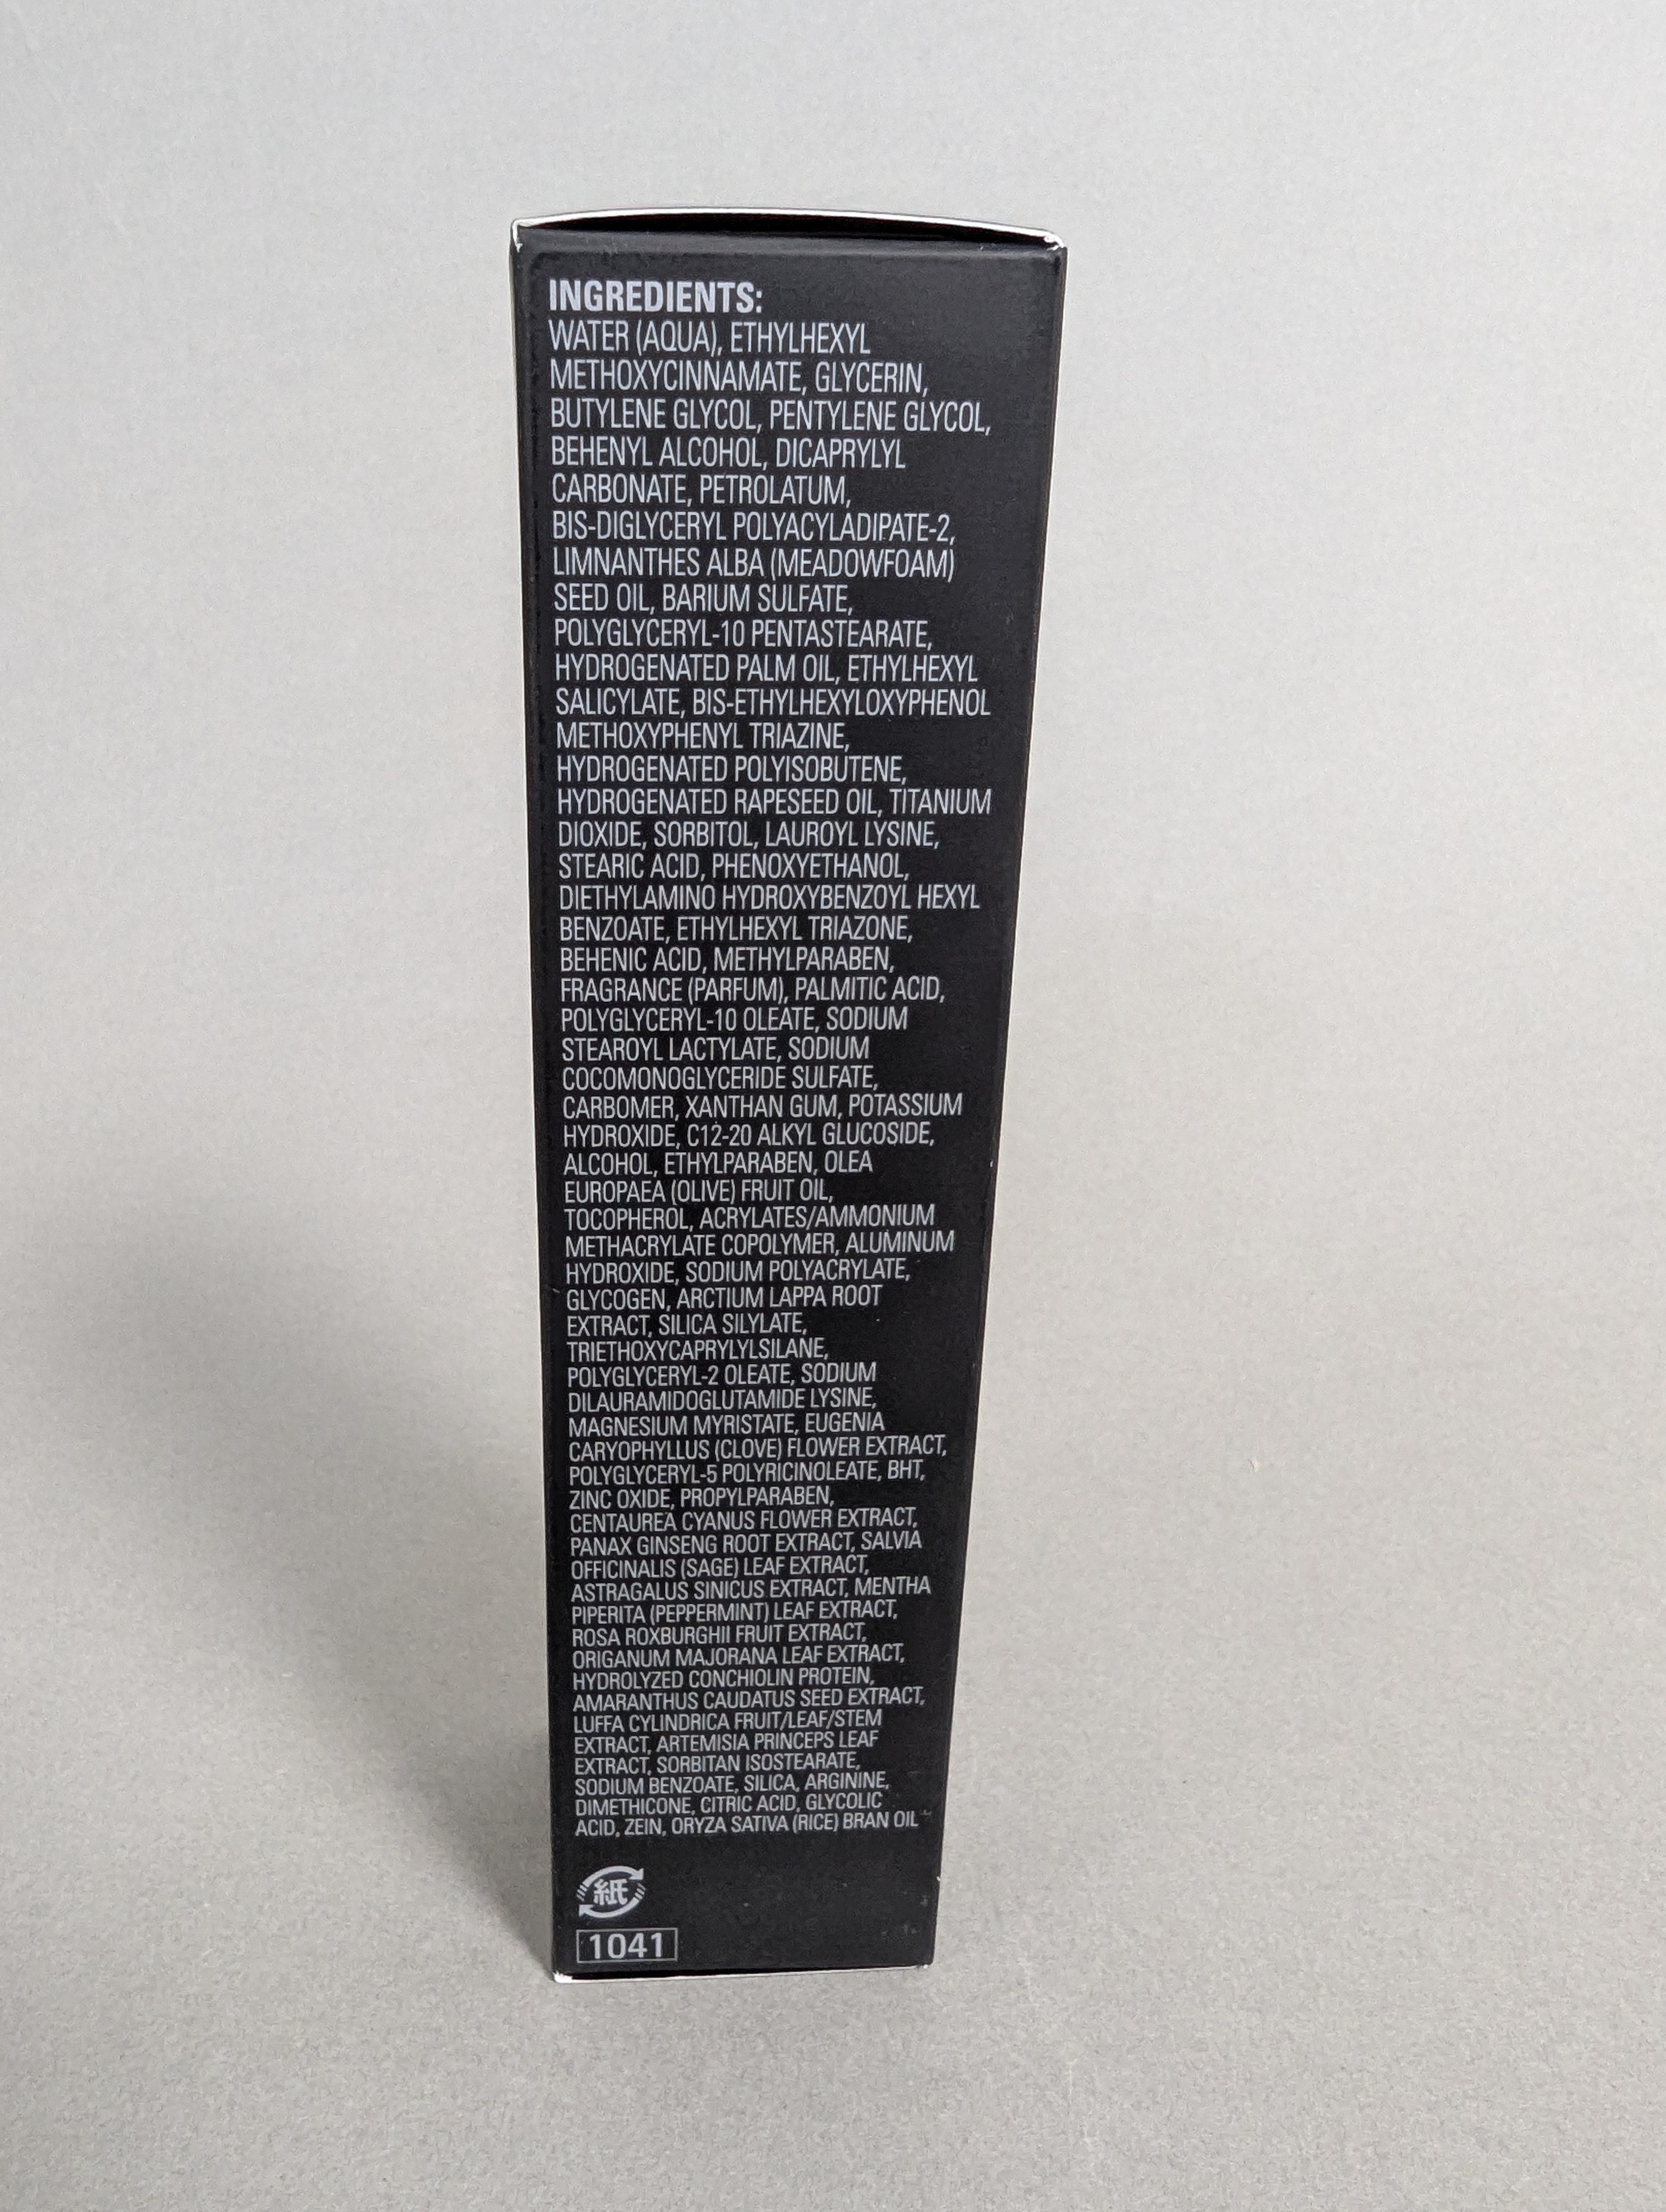 INGREDIENTS:
WATER (AQUA), ETHYLHEXYL
METHOXYCINNAMATE, GLYCERIN,
BUTYLENE GLYCOL, PENTYLENE GLYCOL,
BEHENYL ALCOHOL, DICAPRYLYL
CARBONATE, PETROLATUM,
BIS-DIGLYCERYL POLYACYLADIPATE-2,
LIMNANTHES ALBA (MEADOWFOAM)
SEED OIL, BARIUM SULFATE,
POLYGLYCERYL-10 PENTASTEARATE,
HYDROGENATED PALM OIL, ETHYLHEXYL
SALICYLATE, BIS-ETHYLHEXYLOXYPHENOL
METHOXYPHENYL TRIAZINE,
HYDROGENATED POLYISOBUTENE,
HYDROGENATED RAPESEED OIL, TITANIUM
DIOXIDE, SORBITOL, LAUROYL LYSINE,
STEARIC ACID, PHENOXYETHANOL,
DIETHYLAMINO HYDROXYBENZOYL HEXYL
BENZOATE, ETHYLHEXYL TRIAZONE,
BEHENIC ACID, METHYLPARABEN,
FRAGRANCE (PARFUM), PALMITIC ACID,
POLYGLYCERYL-10 OLEATE, SODIUM
STEAROYL LACTYLATE, SODIUM
COCOMONOGLYCERIDE SULFATE,
CARBOMER, XANTHAN GUM, POTASSIUM
HYDROXIDE, C12-20 ALKYL GLUCOSIDE,
ALCOHOL, ETHYLPARABEN, OLEA
EUROPAEA (OLIVE) FRUIT OIL,
TOCOPHEROL, ACRYLATES/AMMONIUM
METHACRYLATE COPOLYMER, ALUMINUM
HYDROXIDE, SODIUM POLYACRYLATE,
GLYCOGEN, ARCTIUM LAPPA ROOT
EXTRACT, SILICA SILYLATE,
TRIETHOXYCAPRYLYLSILANE,
POLYGLYCERYL-2 OLEATE, SODIUM
DILAURAMIDOGLUTAMIDE LYSINE,
MAGNESIUM MYRISTATE, EUGENIA
CARYOPHYLLUS (CLOVE) FLOWER EXTRACT,
POLYGLYCERYL-5 POLYRICINOLEATE, BHT,
ZINC OXIDE, PROPYLPARABEN,
CENTAUREA CYANUS FLOWER EXTRACT,
PANAX GINSENG ROOT EXTRACT, SALVIA
OFFICINALIS (SAGE) LEAF EXTRACT,
ASTRAGALUS SINICUS EXTRACT, MENTHA
PIPERITA (PEPPERMINT) LEAF EXTRACT,
ROSA ROXBURGHII FRUIT EXTRACT,
ORIGANUM MAJORANA LEAF EXTRACT,
HYDROLYZED CONCHIOLIN PROTEIN,
AMARANTHUS CAUDATUS SEED EXTRACT,
LUFFA CYLINDRICA FRUIT/LEAF/STEM
EXTRACT, ARTEMISIA PRINCEPS LEAF
EXTRACT, SORBITAN ISOSTEARATE,
SODIUM BENZOATE, SILICA, ARGININE,
DIMETHICONE, CITRIC ACID, GLYCOLIC
ACID, ZEIN, ORYZA SATIVA (RICE) BRAN OIL
紙
1041